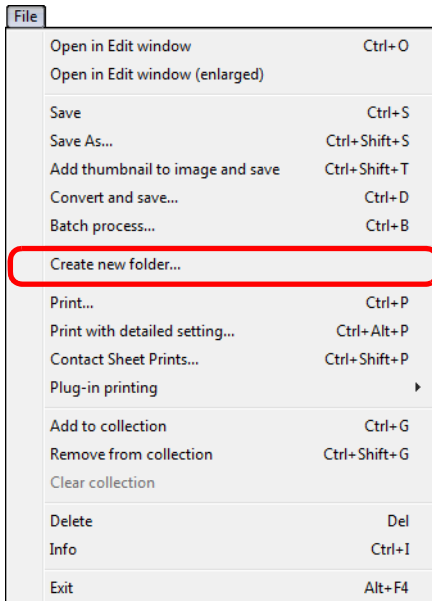 File
Open in Edit window Ctrl+O
Open in Edit window (enlarged)
Save Ctrl+S
Save As... Ctrl+Shift+S
Add thumbnail to image and save Ctrl+Shift+T
Convert and save... Ctrl+D
Batch process... Ctrl+B
Create new folder...
Print... Ctrl+P
Print with detailed setting... Ctrl+Alt+P
Contact Sheet Prints... Ctrl+Shift+P
Plug-in printing
Add to collection Ctrl+G
Remove from collection Ctrl+Shift+G
Clear collection
Delete Del
Info Ctrl+I
Exit Alt+F4